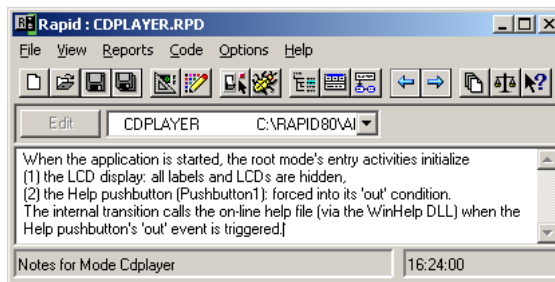 Rapid : CDPLAYER.RPD
File View Reports Code Options Help
Edit CDPLAYER C:\RAPID80\AI
When the application is started, the root mode's entry activities initialize
(1) the LCD display: all labels and LCDs are hidden,
(2) the Help pushbutton (Pushbutton1): forced into its 'out' condition.
The internal transition calls the on-line help file (via the WinHelp DLL) when the
Help pushbutton's 'out' event is triggered.
Notes for Mode Cdplayer 16:24:00